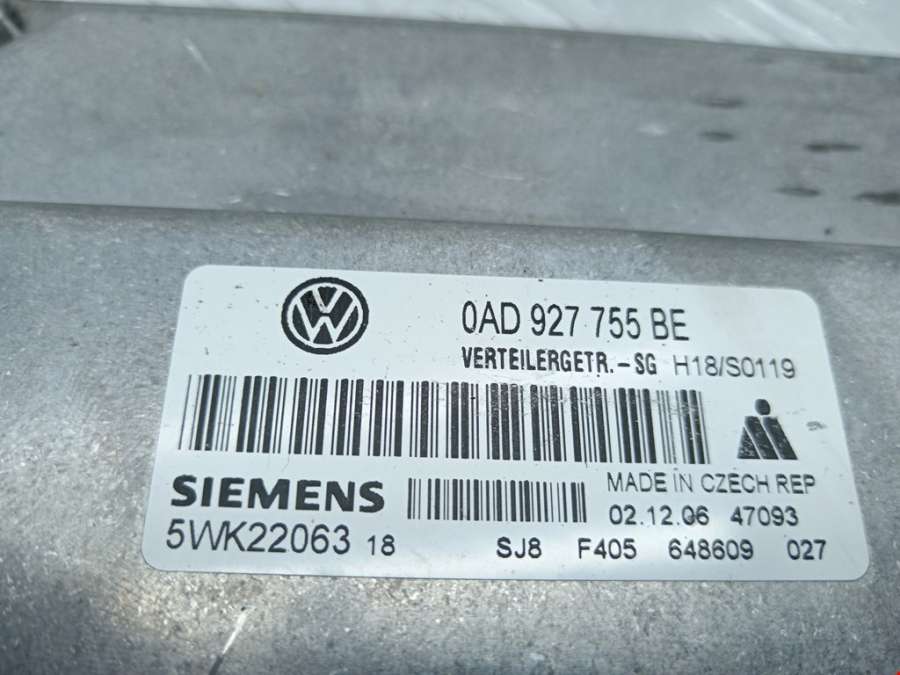 0AD 927 755 BE
VERTEILERGETR.-SG H18/S0119
SIEMENS
MADE IN CZECH REP
02.12.06 47093
5WK22063 18 SJ8 F405 648609 027